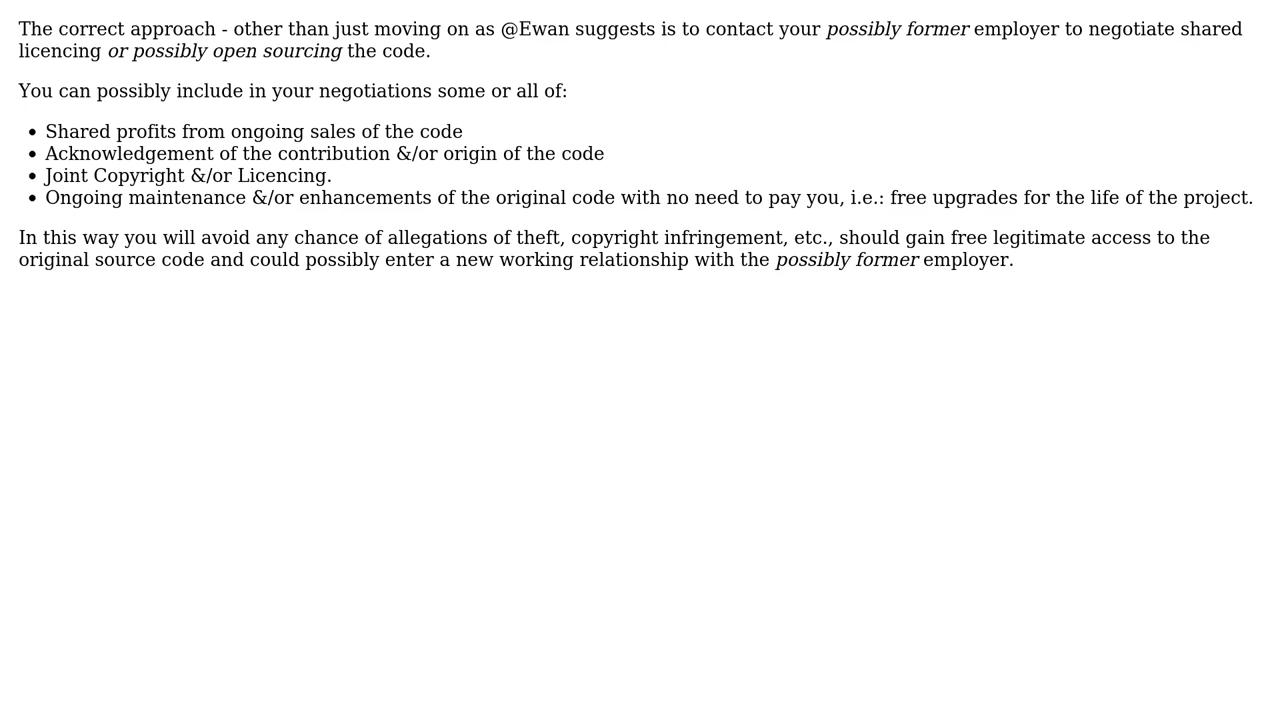 The correct approach - other than just moving on as @Ewan suggests is to contact your possibly former employer to negotiate shared
licencing or possibly open sourcing the code.
You can possibly include in your negotiations some or all of:
• Shared profits from ongoing sales of the code
• Acknowledgement of the contribution &/or origin of the code
• Joint Copyright &/or Licencing.
• Ongoing maintenance &/or enhancements of the original code with no need to pay you, i.e.: free upgrades for the life of the project.
In this way you will avoid any chance of allegations of theft, copyright infringement, etc., should gain free legitimate access to the
original source code and could possibly enter a new working relationship with the possibly former employer.